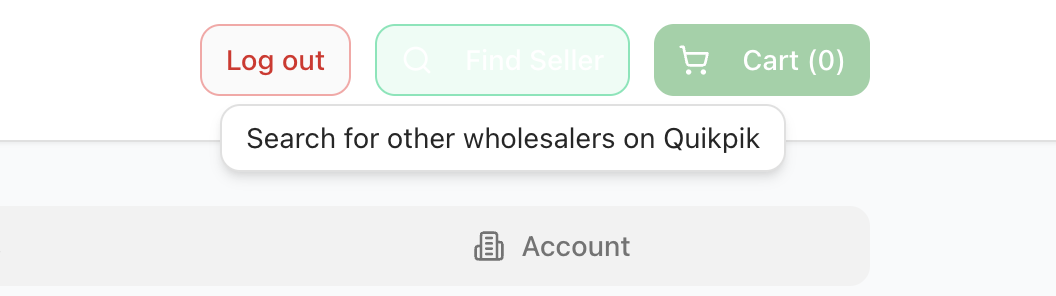 Log out
Find Seller
Cart (0)
Search for other wholesalers on Quikpik
Account